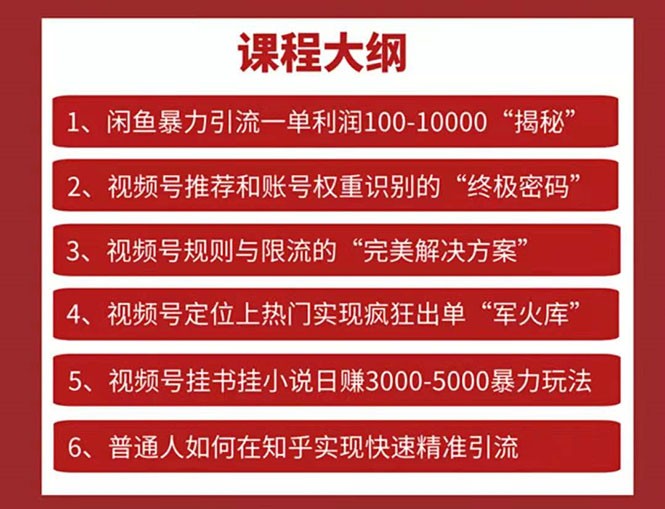 课程大纲
1、闲鱼暴力引流一单利润100-10000“揭秘”
2、视频号推荐和账号权重识别的“终极密码”
3、视频号规则与限流的“完美解决方案”
4、视频号定位上热门实现疯狂出单“军火库”
5、视频号挂书挂小说日赚3000-5000暴力玩法
6、普通人如何在知乎实现快速精准引流